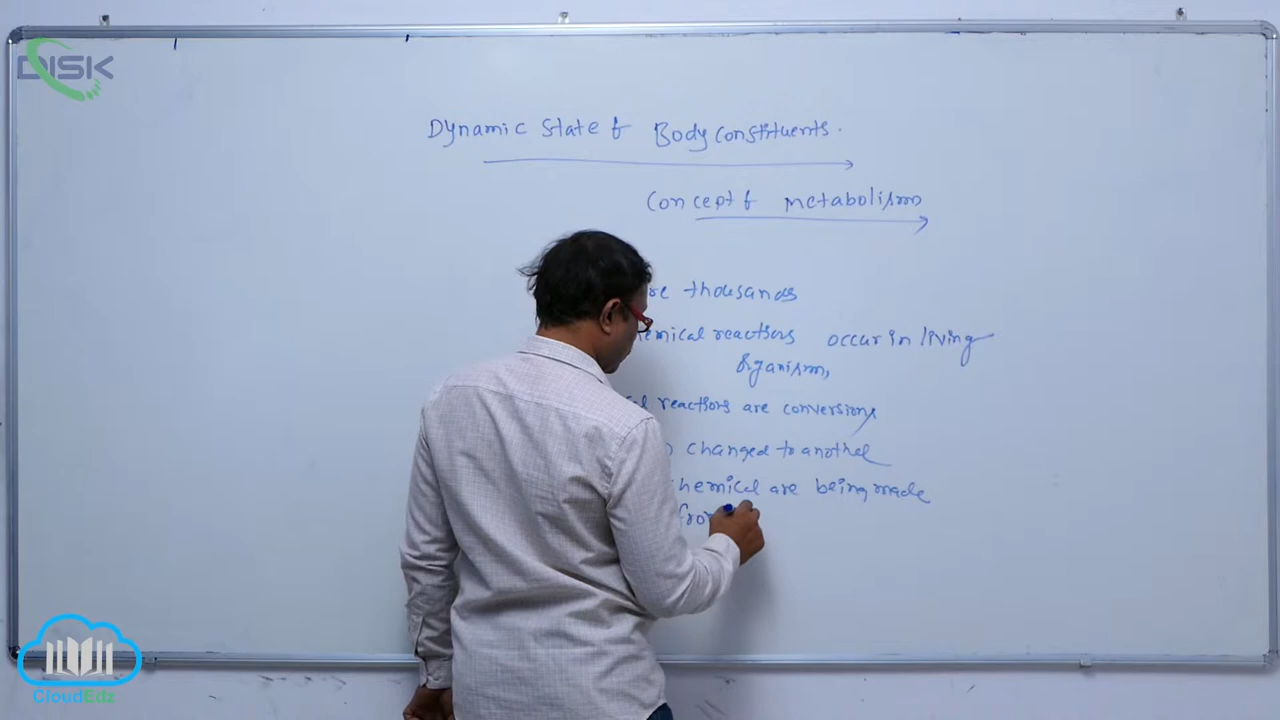 DISK
Dynamic state of Body constituents.
Concept of metabolism
thousands
reactions occur in living
organism,
reactions are conversions
changed to another
chemical are being made
from
CloudEdz